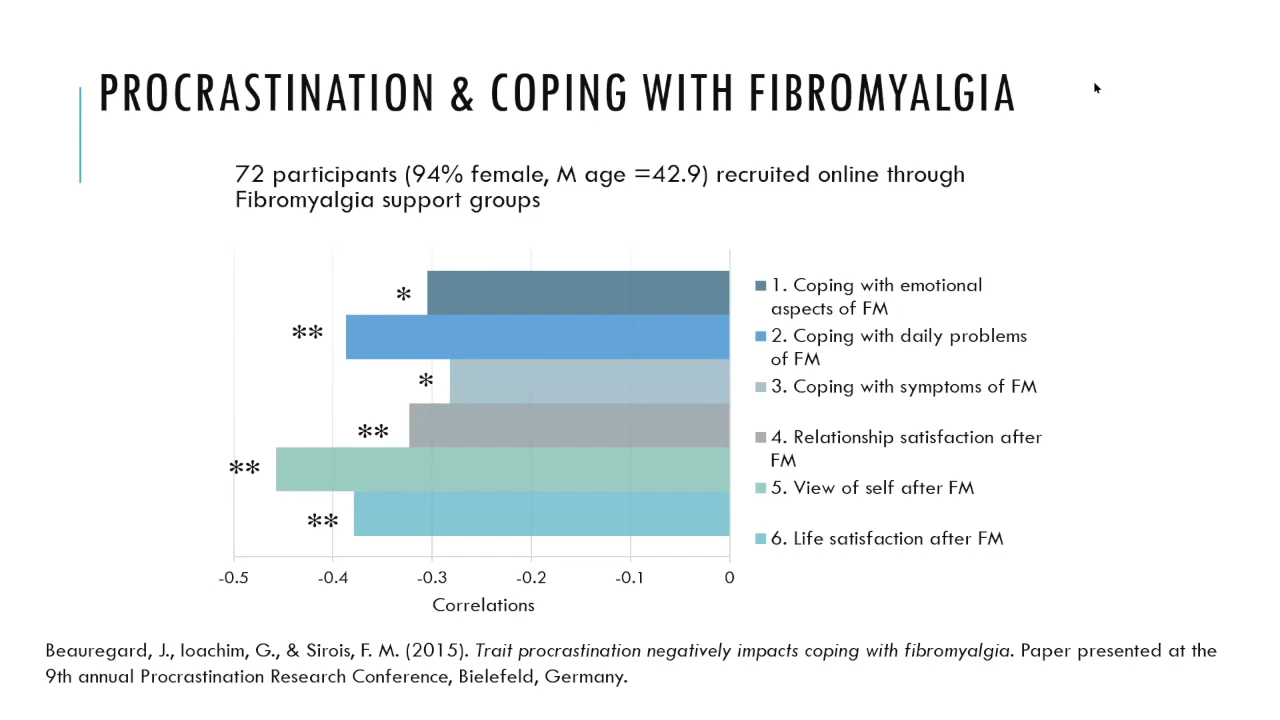 PROCRASTINATION & COPING WITH FIBROMYALGIA
72 participants (94% female, M age =42.9) recruited online through
Fibromyalgia support groups
*
**
*
**
**
**
1. Coping with emotional
aspects of FM
2. Coping with daily problems
of FM
3. Coping with symptoms of FM
4. Relationship satisfaction after
FM
5. View of self after FM
6. Life satisfaction after FM
-0.5 -0.4 -0.3 -0.2 -0.1 0
Correlations
Beauregard, J., Ioachim, G., & Sirois, F. M. (2015). Trait procrastination negatively impacts coping with fibromyalgia. Paper presented at the
9th annual Procrastination Research Conference, Bielefeld, Germany.